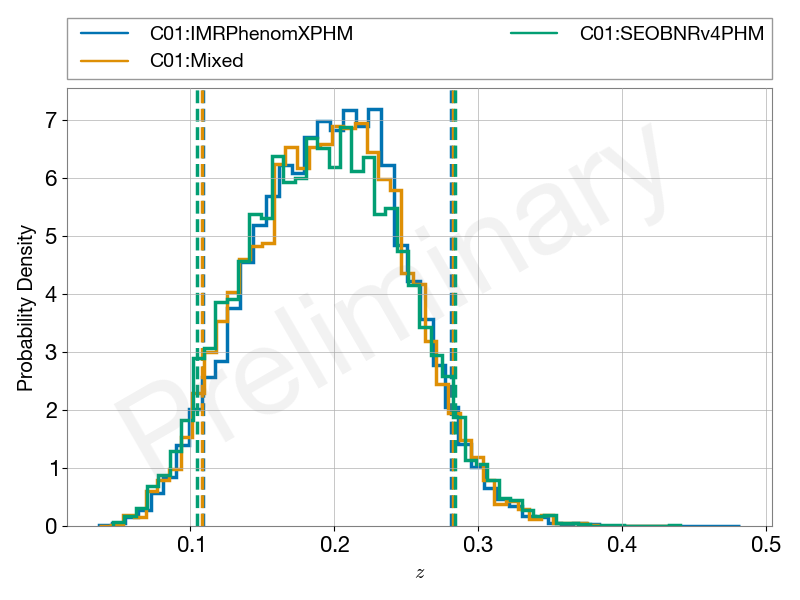 C01:IMRPhenomXPHM
C01:Mixed
C01:SEOBNRv4PHM
Preliminary
Probability Density
7
6
5
4
3
2
1
0
0.1 0.2 0.3 0.4 0.5
z